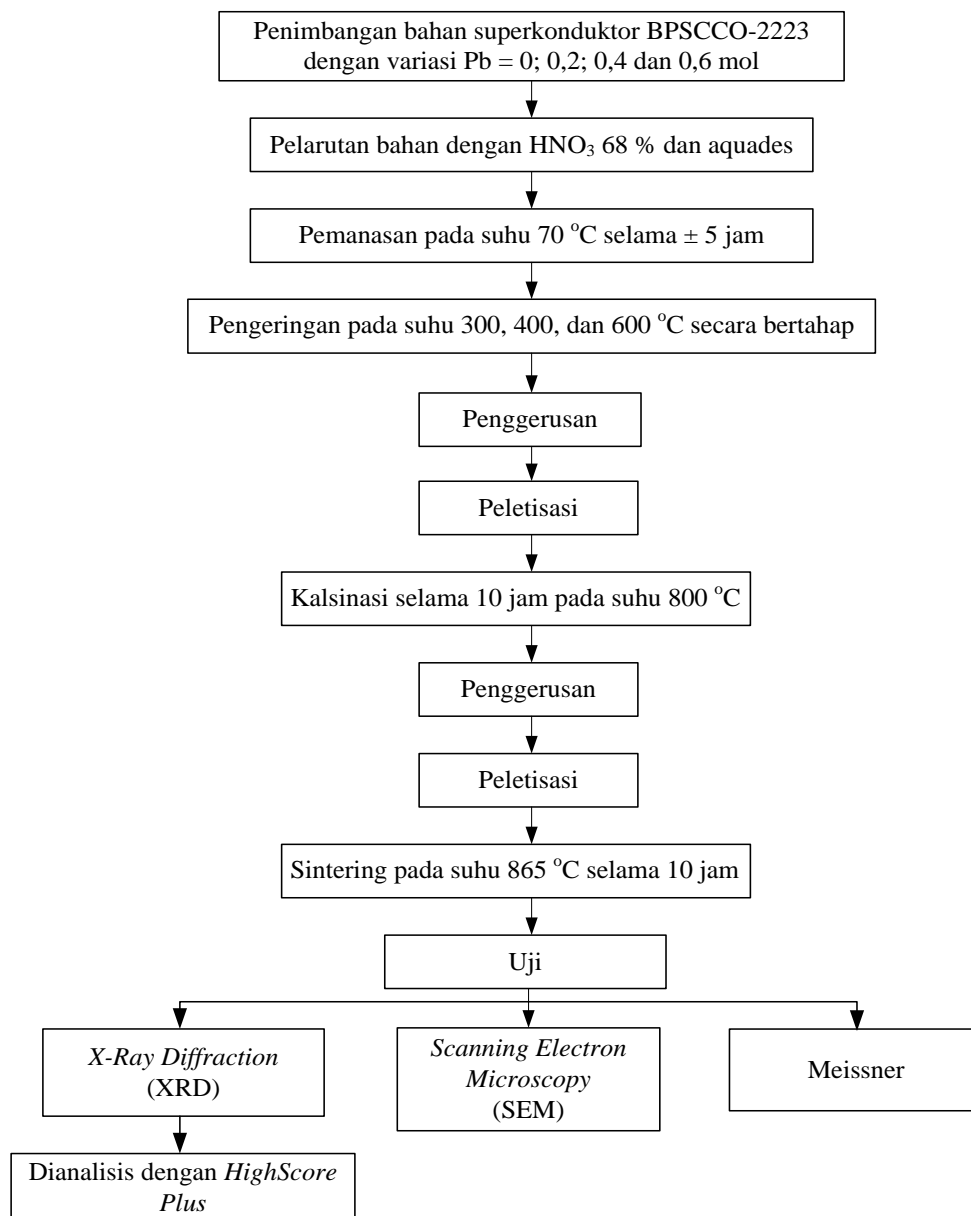 Penimbangan bahan superkonduktor BPSCCO-2223
dengan variasi Pb = 0; 0,2; 0,4 dan 0,6 mol
Pelarutan bahan dengan HNO₃ 68 % dan aquades
Pemanasan pada suhu 70 °C selama ± 5 jam
Pengeringan pada suhu 300, 400, dan 600 °C secara bertahap
Penggerusan
Peletisasi
Kalsinasi selama 10 jam pada suhu 800 °C
Penggerusan
Peletisasi
Sintering pada suhu 865 °C selama 10 jam
Uji
X-Ray Diffraction
(XRD)
Scanning Electron
Microscopy
(SEM)
Meissner
Dianalisis dengan HighScore
Plus